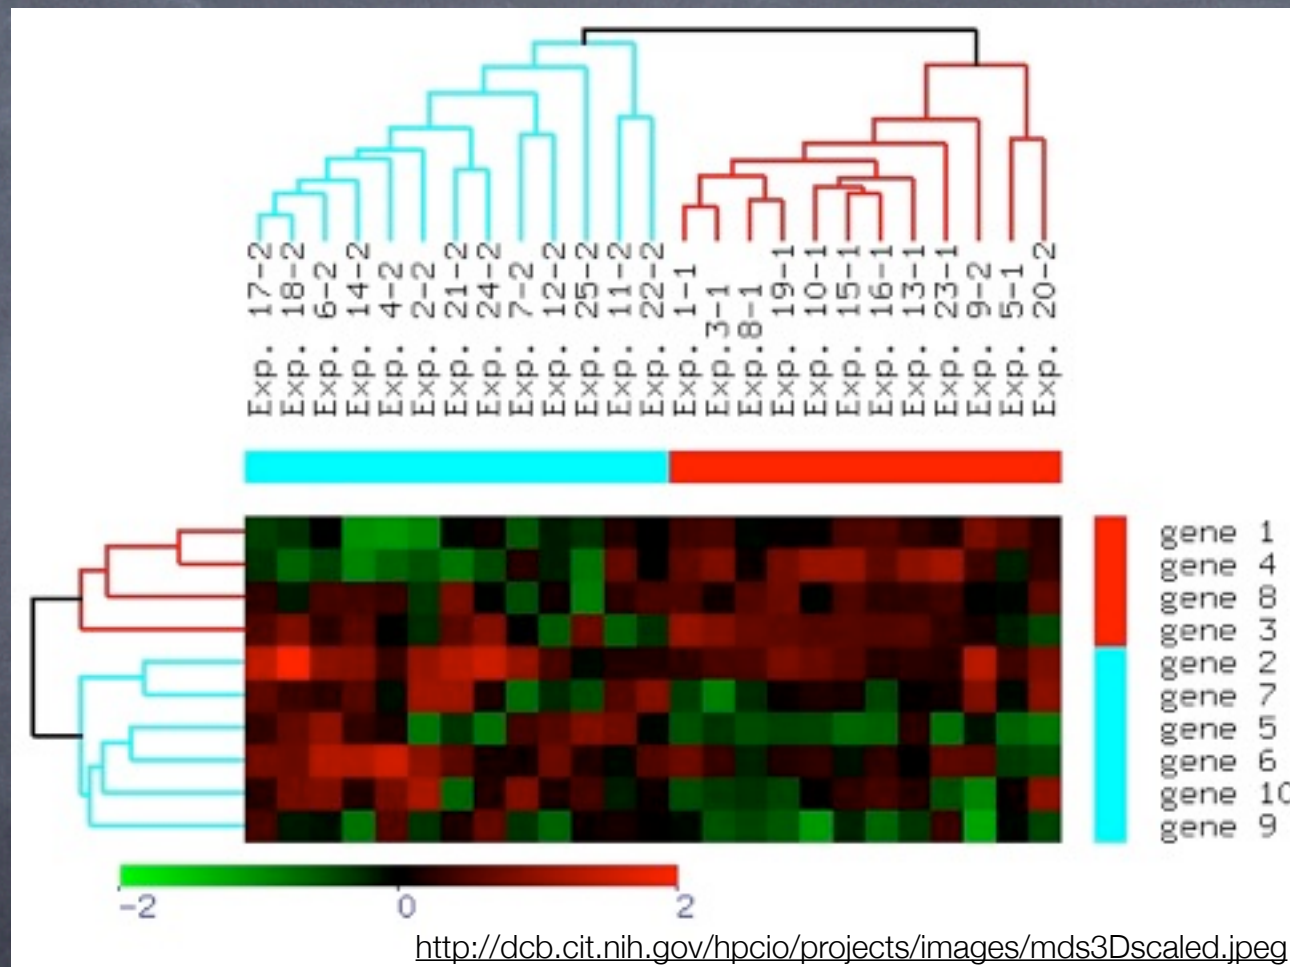 Exp. 17-2
Exp. 18-2
Exp. 6-2
Exp. 14-2
Exp. 4-2
Exp. 2-2
Exp. 21-2
Exp. 24-2
Exp. 7-2
Exp. 12-2
Exp. 25-2
Exp. 11-2
Exp. 22-2
Exp. 1-1
Exp.3-1
Exp.8-1
Exp. 19-1
Exp. 10-1
Exp. 15-1
Exp. 16-1
Exp. 13-1
Exp. 23-1
Exp. 9-2
Exp. 5-1
Exp. 20-2
gene 1
gene 4
gene 8
gene 3
gene 2
gene 7
gene 5
gene 6
gene 10
gene 9
-2 0 2
http://dcb.cit.nih.gov/hpcio/projects/images/mds3Dscaled.jpeg